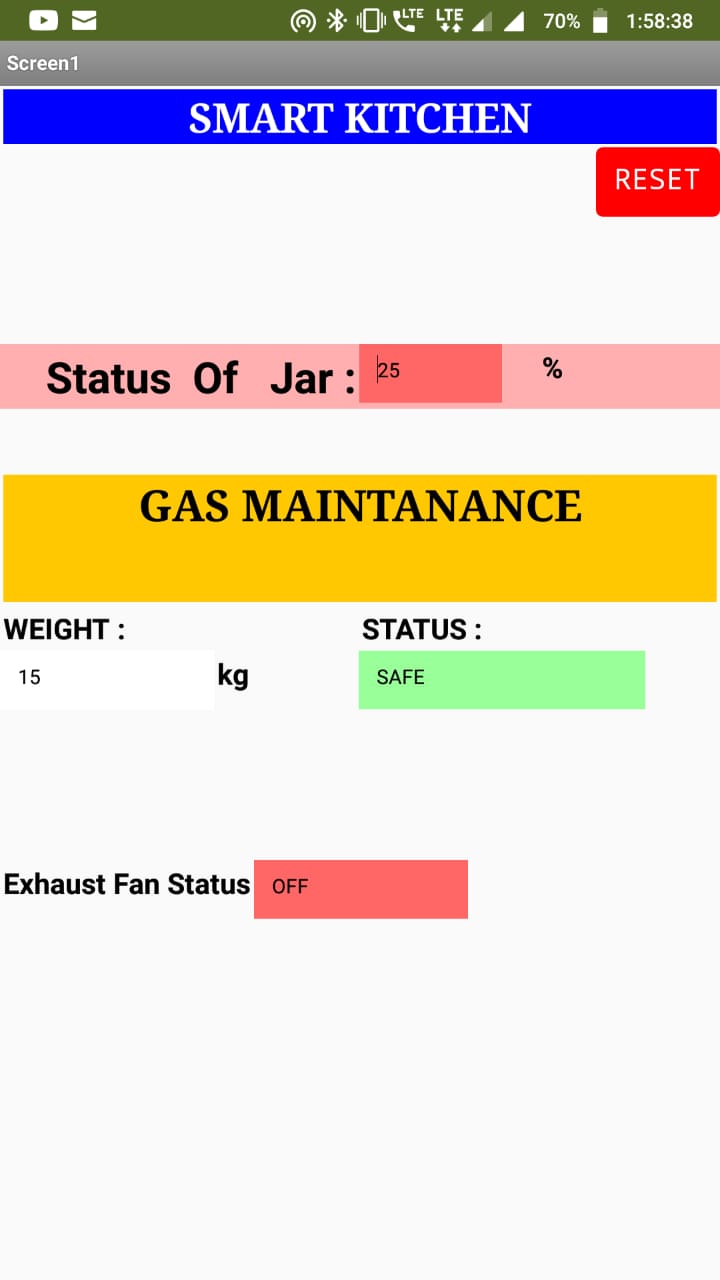 LTE LTE 70% 1:58:38
Screen1
SMART KITCHEN
RESET
Status Of Jar : 25 %
GAS MAINTANANCE
WEIGHT : STATUS :
15 kg SAFE
Exhaust Fan Status OFF